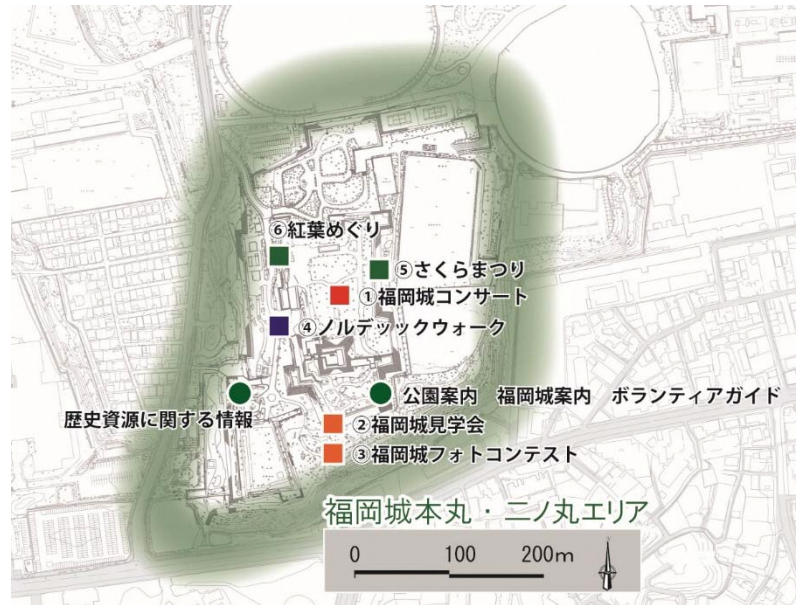 ⑥紅葉めぐり
⑤さくらまつり
①福岡城コンサート
④ノルデッックウォーク
公園案内 福岡城案内 ボランティアガイド
歴史資源に関する情報
②福岡城見学会
③福岡城フォトコンテスト
福岡城本丸・二ノ丸エリア
0 100 200m